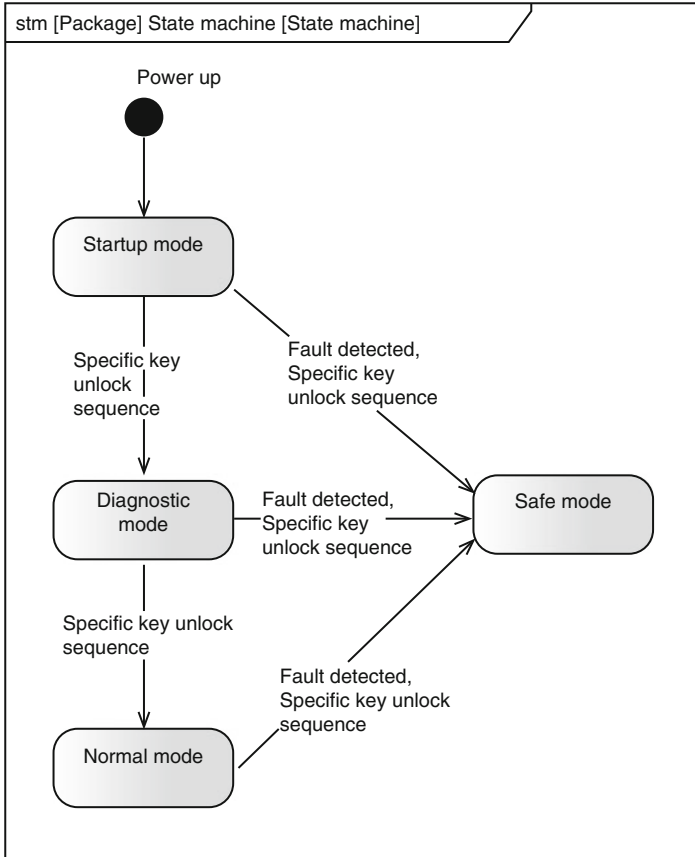 stm [Package] State machine [State machine]
Power up
Startup mode
Specific key
unlock
sequence
Fault detected,
Specific key
unlock sequence
Diagnostic
mode
Fault detected,
Specific key
unlock sequence
Safe mode
Specific key unlock
sequence
Fault detected,
Specific key unlock
sequence
Normal mode